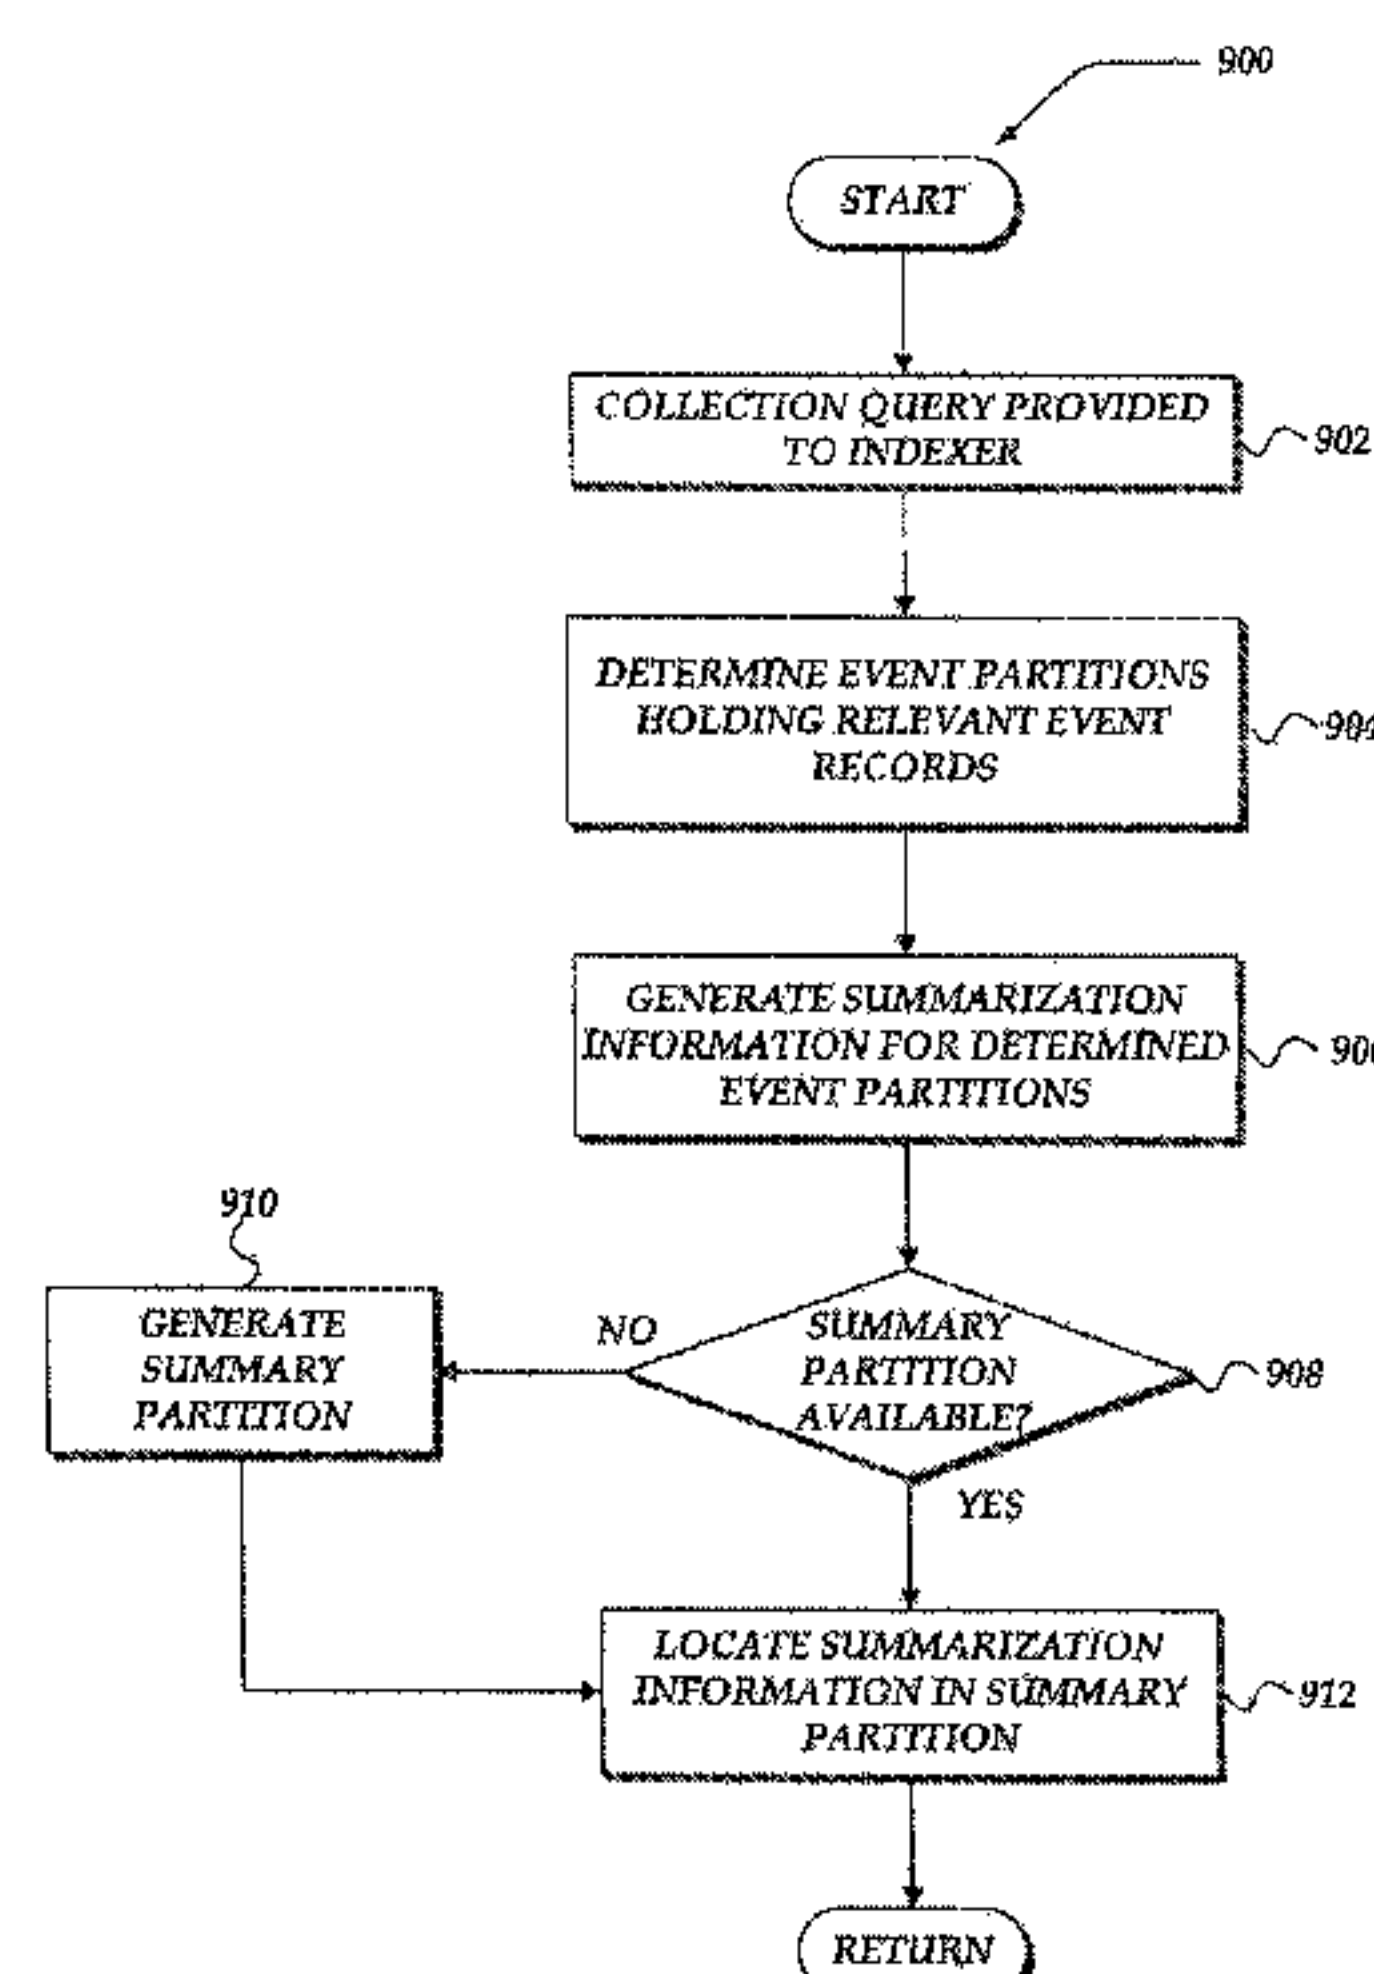 900
START
COLLECTION QUERY PROVIDED
TO INDEXER
902
DETERMINE EVENT PARTITIONS
HOLDING RELEVANT EVENT
RECORDS
904
GENERATE SUMMARIZATION
INFORMATION FOR DETERMINED
EVENT PARTITIONS
910
GENERATE
SUMMARY
PARTITION
NO
SUMMARY
PARTITION
AVAILABLE?
908
YES
LOCATE SUMMARIZATION
INFORMATION IN SUMMARY
PARTITION
912
RETURN